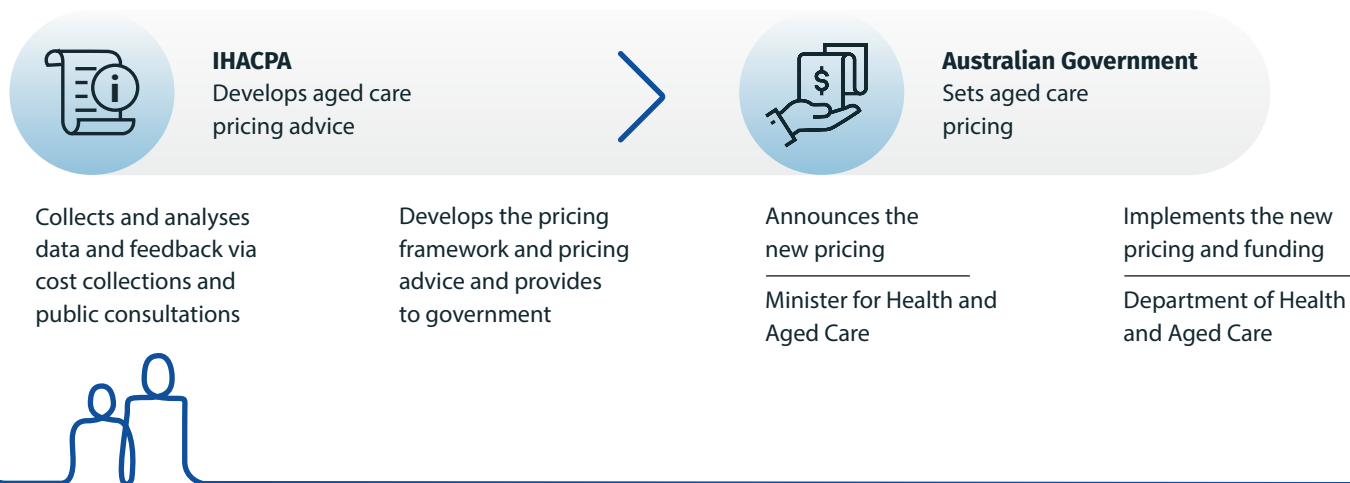 IHACPA
Develops aged care
pricing advice
Australian Government
Sets aged care
pricing
Collects and analyses
data and feedback via
cost collections and
public consultations
Develops the pricing
framework and pricing
advice and provides
to government
Announces the
new pricing
Minister for Health and
Aged Care
Implements the new
pricing and funding
Department of Health
and Aged Care